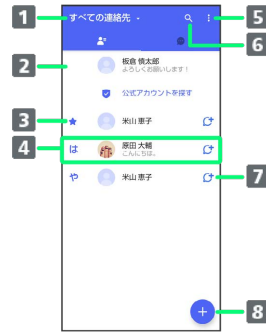 1
すべての連絡先
5
6
2
板倉 慎太郎
よろしくお願いします！
公式アカウントを探す
3
米山 恵子
4
は
原田 大輔
こんにちは。
や
米山 恵子
7
8